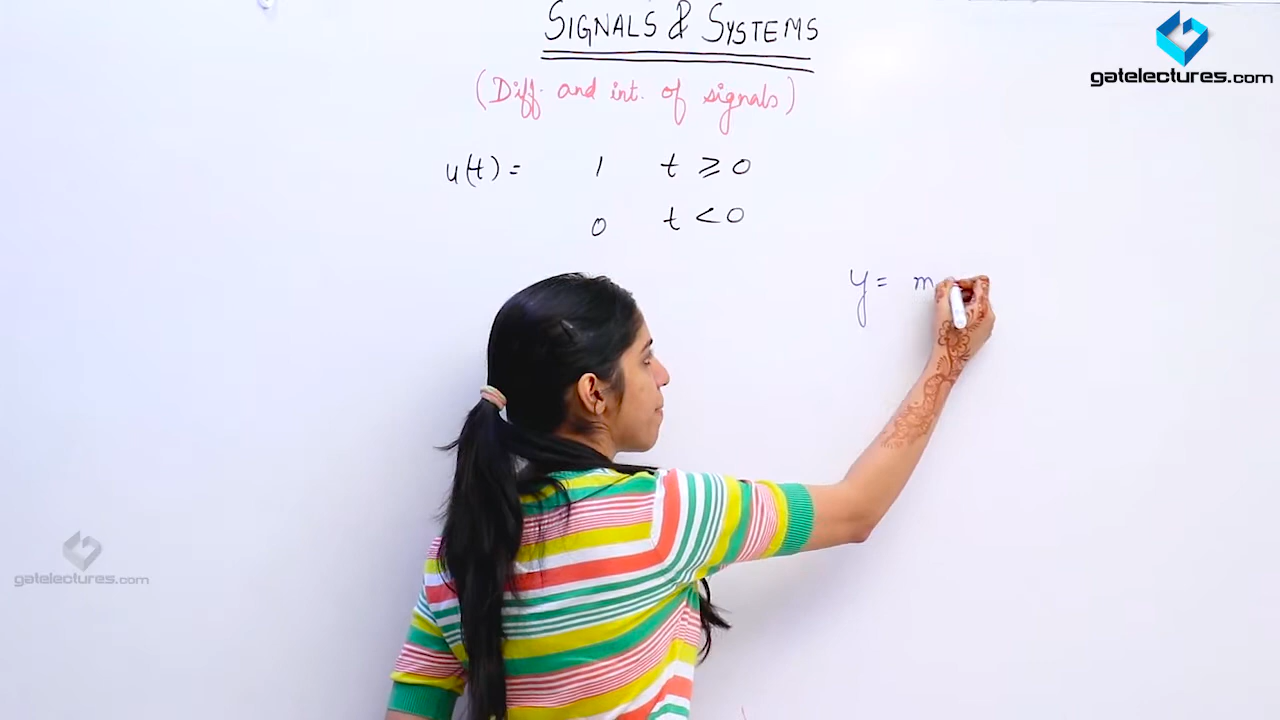 SIGNALS & SYSTEMS
(Diff. and int. of signals)
u(t) = 1 t ≥ 0
0 t < 0
y = m
gatelectures.com
gatelectures.com